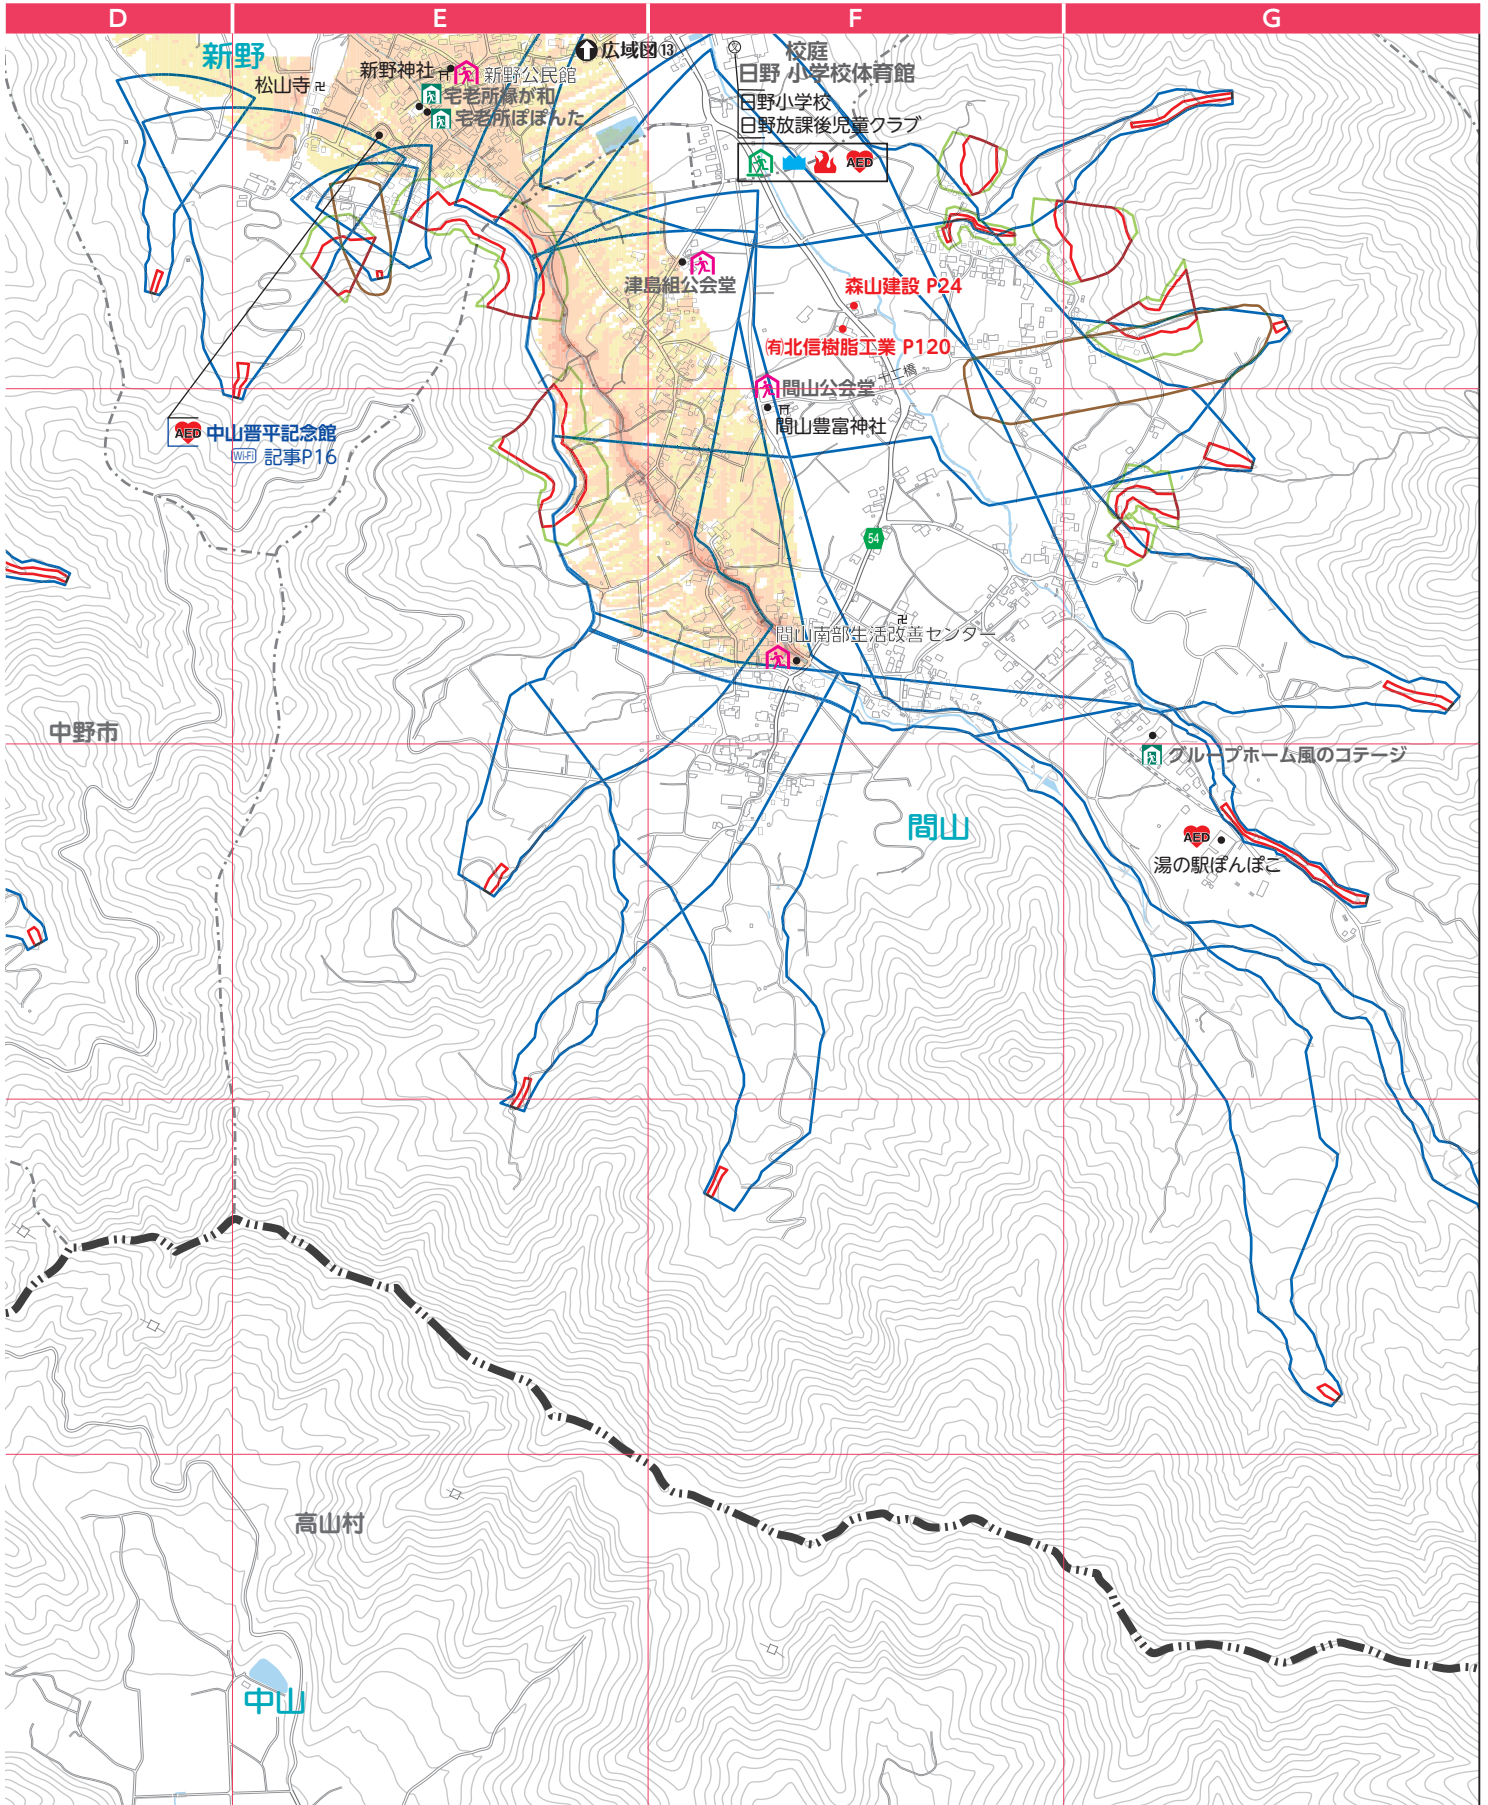 D
E
F
G
新野
広域図13
校庭
日野 小学校体育館
松山寺
新野神社
新野公民館
宅老所縁が和
宅老所ぽぽんた
日野小学校
日野放課後児童クラブ
AED
津島組公会堂
森山建設 P24
㈲北信樹脂工業 P120
十二橋
間山公会堂
間山豊富神社
AED 中山晋平記念館
Wi-Fi 記事P16
54
間山南部生活改善センター
中野市
グループホーム風のコテージ
間山
AED
湯の駅ぽんぽこ
高山村
中山